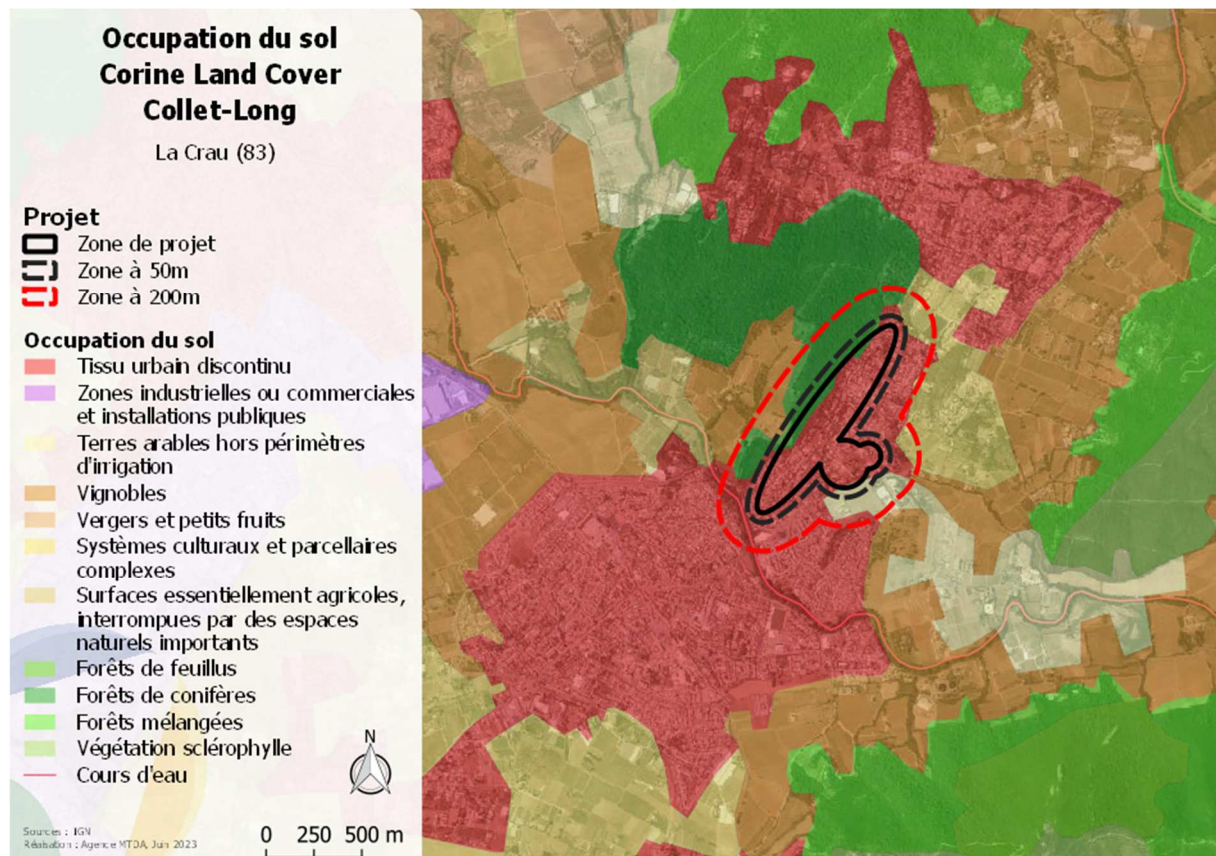 Occupation du sol
Corine Land Cover
Collet-Long
La Crau (83)
Projet
Zone de projet
Zone à 50m
Zone à 200m
Occupation du sol
Tissu urbain discontinu
Zones industrielles ou commerciales
et installations publiques
Terres arables hors périmètres
d'irrigation
Vignobles
Vergers et petits fruits
Systèmes culturaux et parcellaires
complexes
Surfaces essentiellement agricoles,
interrompues par des espaces
naturels importants
Forêts de feuillus
Forêts de conifères
Forêts mélangées
Végétation sclérophylle
Cours d'eau
N
Sources : IGN
Réalisation : Agence MTDA, Juin 2023
0 250 500 m